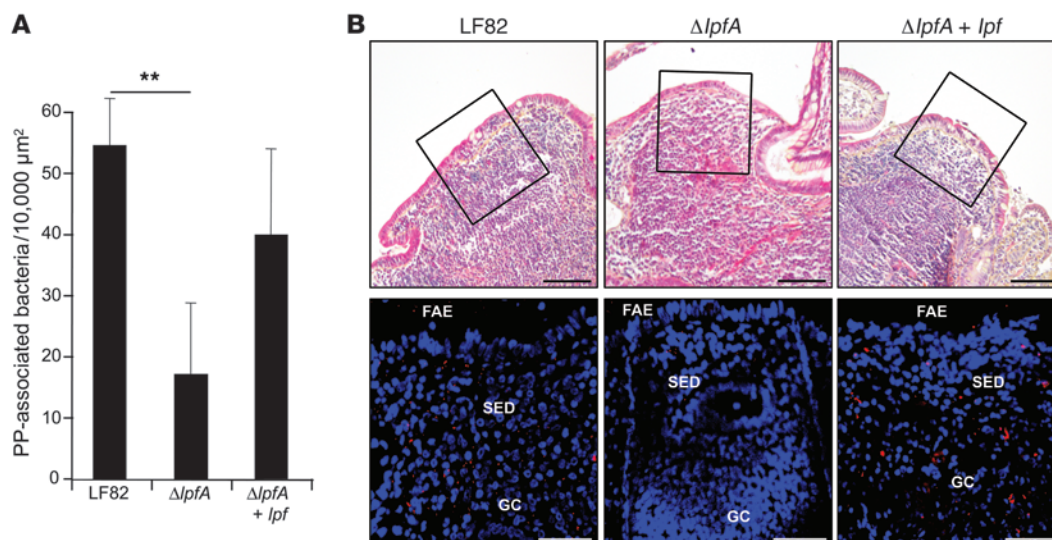 A
**
PP-associated bacteria/10,000 µm²
60
50
40
30
20
10
0
LF82
ΔlpfA
ΔlpfA
+ lpf
B
LF82
ΔlpfA
ΔlpfA + lpf
FAE
SED
GC
FAE
SED
GC
FAE
SED
GC